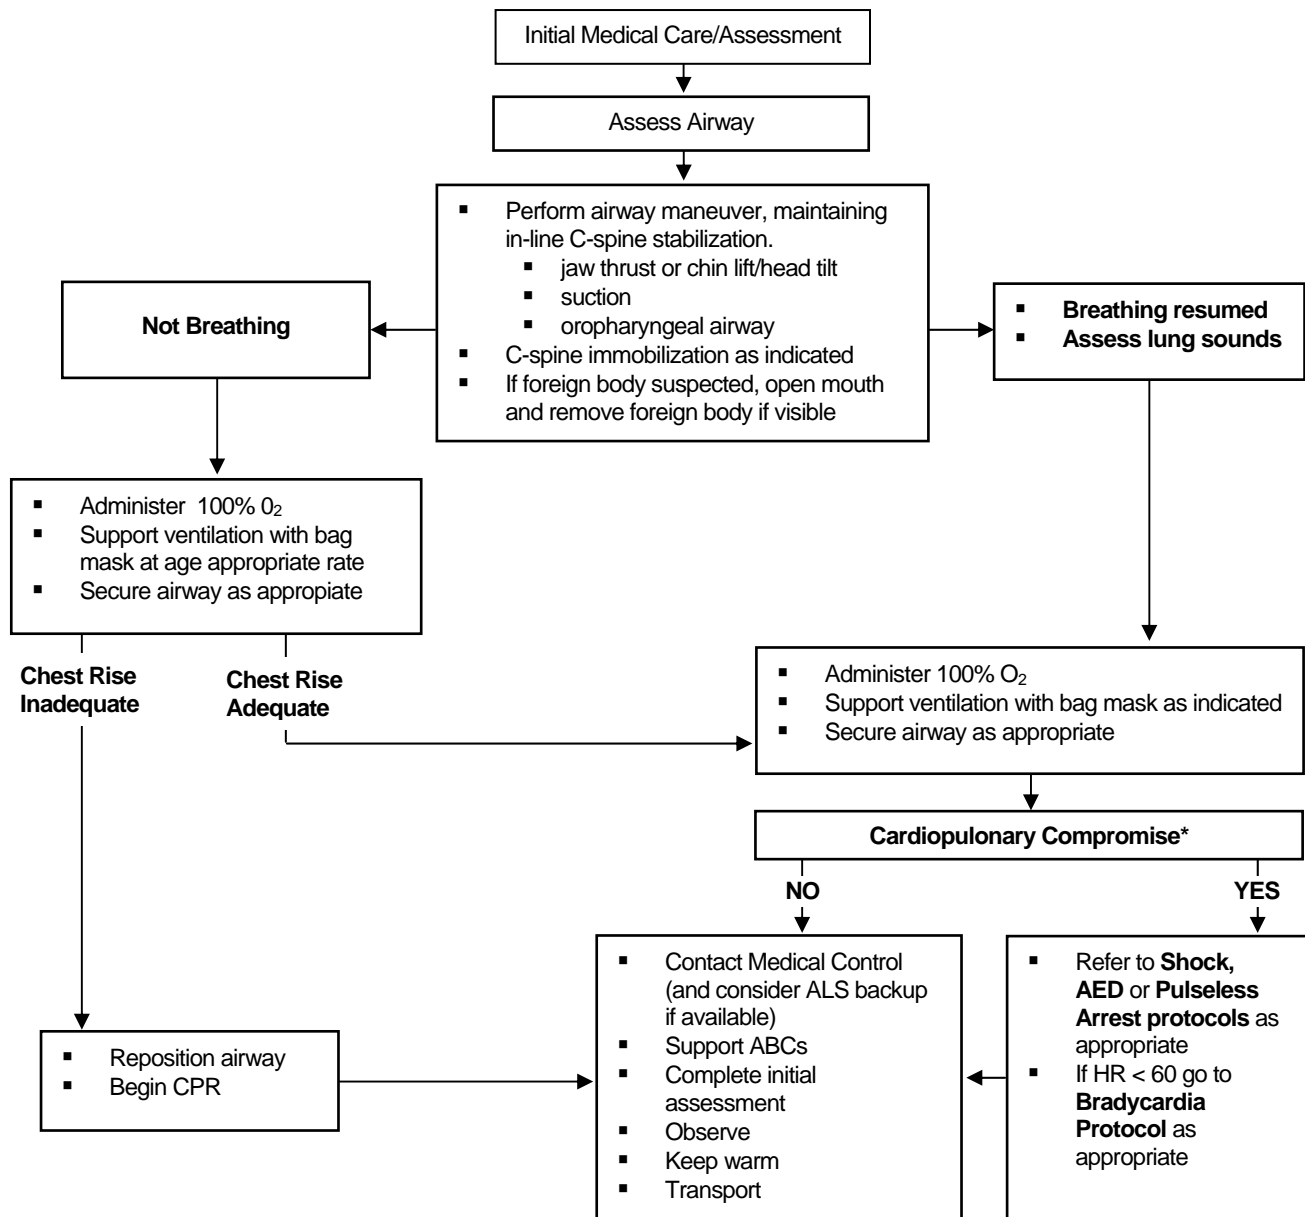 Initial Medical Care/Assessment
Assess Airway
▪ Perform airway maneuver, maintaining
in-line C-spine stabilization.
▪ jaw thrust or chin lift/head tilt
▪ suction
▪ oropharyngeal airway
▪ C-spine immobilization as indicated
▪ If foreign body suspected, open mouth
and remove foreign body if visible
Not Breathing
▪ Breathing resumed
▪ Assess lung sounds
▪ Administer 100% 0₂
▪ Support ventilation with bag
mask at age appropriate rate
▪ Secure airway as appropiate
Chest Rise
Inadequate
Chest Rise
Adequate
▪ Administer 100% O₂
▪ Support ventilation with bag mask as indicated
▪ Secure airway as appropriate
Cardiopulonary Compromise*
NO
YES
▪ Reposition airway
▪ Begin CPR
▪ Contact Medical Control
(and consider ALS backup
if available)
▪ Support ABCs
▪ Complete initial
assessment
▪ Observe
▪ Keep warm
▪ Transport
▪ Refer to Shock,
AED or Pulseless
Arrest protocols as
appropriate
▪ If HR < 60 go to
Bradycardia
Protocol as
appropriate